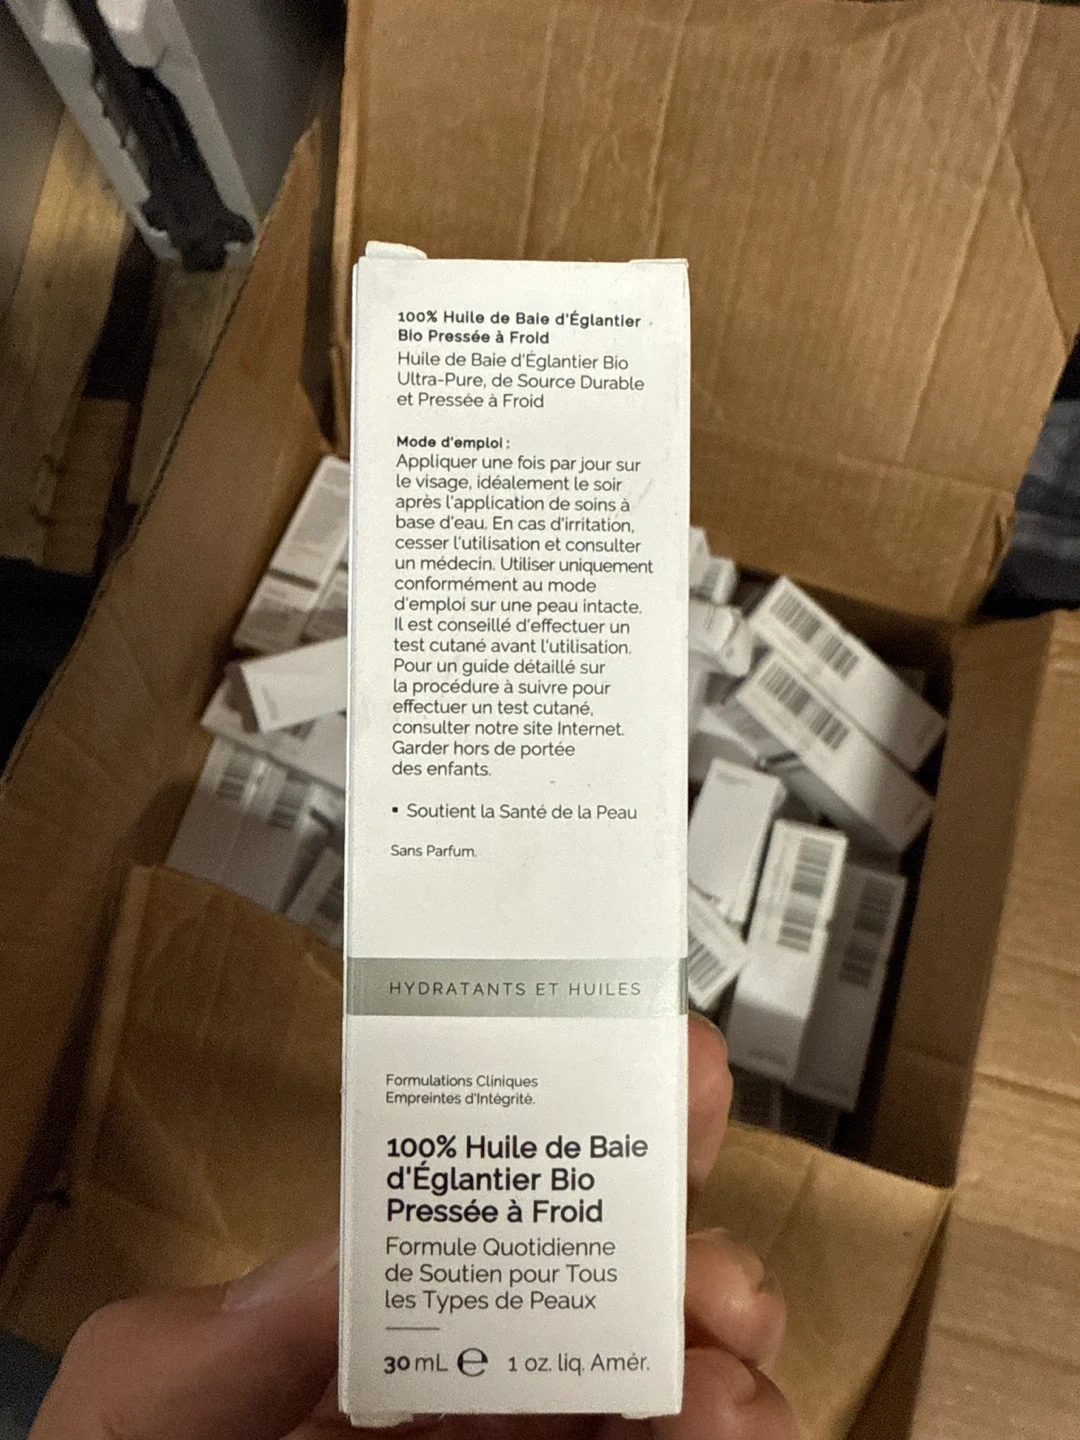 100% Huile de Baie d'Églantier
Bio Pressée à Froid
Huile de Baie d'Églantier Bio
Ultra-Pure, de Source Durable
et Pressée à Froid
Mode d'emploi :
Appliquer une fois par jour sur
le visage, idéalement le soir
après l'application de soins à
base d'eau. En cas d'irritation,
cesser l'utilisation et consulter
un médecin. Utiliser uniquement
conformément au mode
d'emploi sur une peau intacte.
Il est conseillé d'effectuer un
test cutané avant l'utilisation.
Pour un guide détaillé sur
la procédure à suivre pour
effectuer un test cutané,
consulter notre site Internet.
Garder hors de portée
des enfants.
▪ Soutient la Santé de la Peau
Sans Parfum.
HYDRATANTS ET HUILES
Formulations Cliniques
Empreintes d'Intégrité.
100% Huile de Baie
d'Églantier Bio
Pressée à Froid
Formule Quotidienne
de Soutien pour Tous
les Types de Peaux
30 mL ℮ 1 oz. liq. Amér.